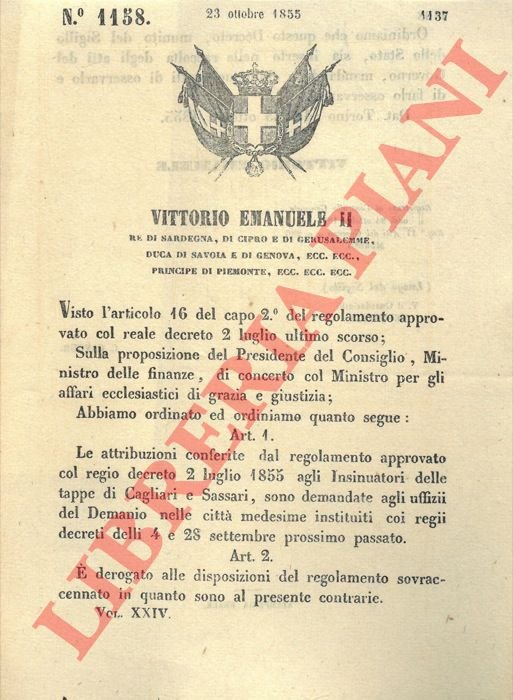 N.º 1158. 23 ottobre 1855 1137
VITTORIO EMANUELE II
RE DI SARDEGNA, DI CIPRO E DI GERUSALEMME,
DUCA DI SAVOIA E DI GENOVA, ECC. ECC.,
PRINCIPE DI PIEMONTE, ECC. ECC. ECC.
Visto l'articolo 16 del capo 2.º del regolamento appro-
vato col reale decreto 2 luglio ultimo scorso;
Sulla proposizione del Presidente del Consiglio, Mi-
nistro delle finanze, di concerto col Ministro per gli
affari ecclesiastici di grazia e giustizia;
Abbiamo ordinato ed ordiniamo quanto segue:
Art. 1.
Le attribuzioni conferite dal regolamento approvato
col regio decreto 2 luglio 1855 agli Insinuatori delle
tappe di Cagliari e Sassari, sono demandate agli uffizii
del Demanio nelle città medesime instituiti coi regii
decreti delli 4 e 28 settembre prossimo passato.
Art. 2.
È derogato alle disposizioni del regolamento sovrac-
cennato in quanto sono al presente contrarie.
VOL. XXIV.
LIBRERIA PIANI